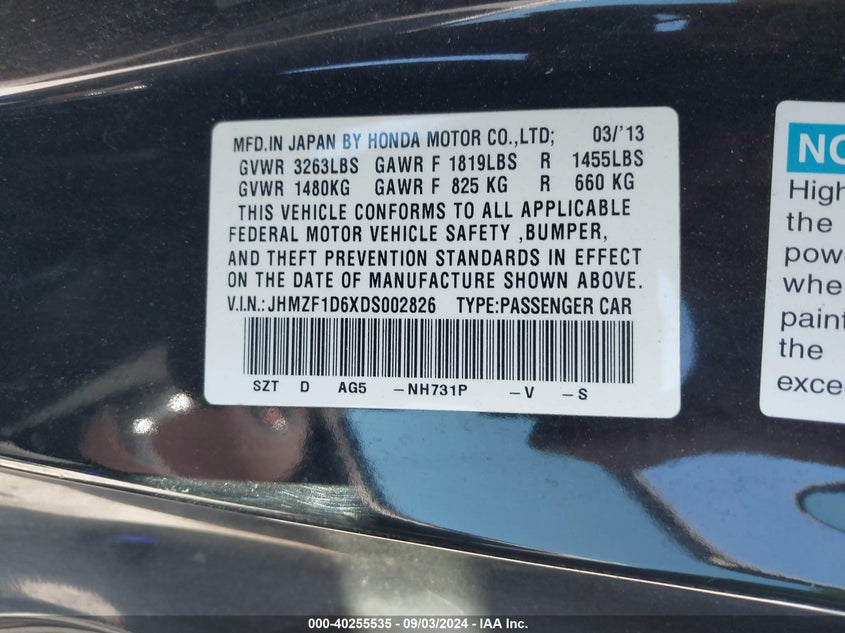 MFD.IN JAPAN BY HONDA MOTOR CO.,LTD; 03/'13
GVWR 3263LBS GAWR F 1819LBS R 1455LBS
GVWR 1480KG GAWR F 825 KG R 660 KG
THIS VEHICLE CONFORMS TO ALL APPLICABLE
FEDERAL MOTOR VEHICLE SAFETY ,BUMPER,
AND THEFT PREVENTION STANDARDS IN EFFECT
ON THE DATE OF MANUFACTURE SHOWN ABOVE.
V.I.N.:JHMZF1D6XDS002826 TYPE:PASSENGER CAR
SZT D AG5 -NH731P -V -S
NO
High
the
powe
whe
paint
the
exce
000-40255535 - 09/03/2024 - IAA Inc.